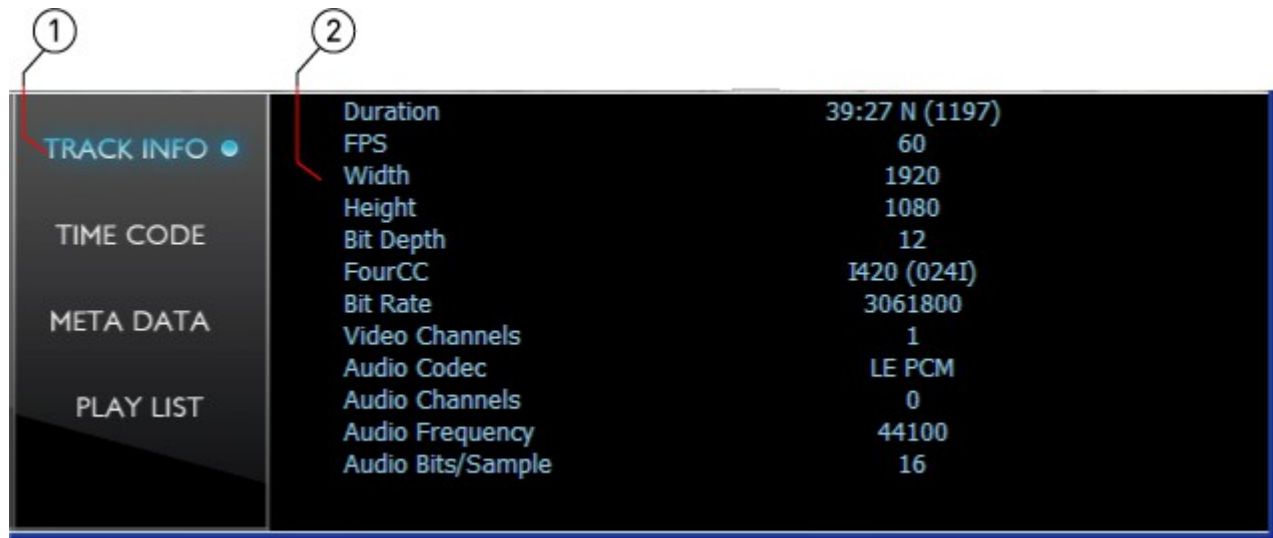 1 2
TRACK INFO
TIME CODE
META DATA
PLAY LIST
Duration 39:27 N (1197)
FPS 60
Width 1920
Height 1080
Bit Depth 12
FourCC I420 (024I)
Bit Rate 3061800
Video Channels 1
Audio Codec LE PCM
Audio Channels 0
Audio Frequency 44100
Audio Bits/Sample 16